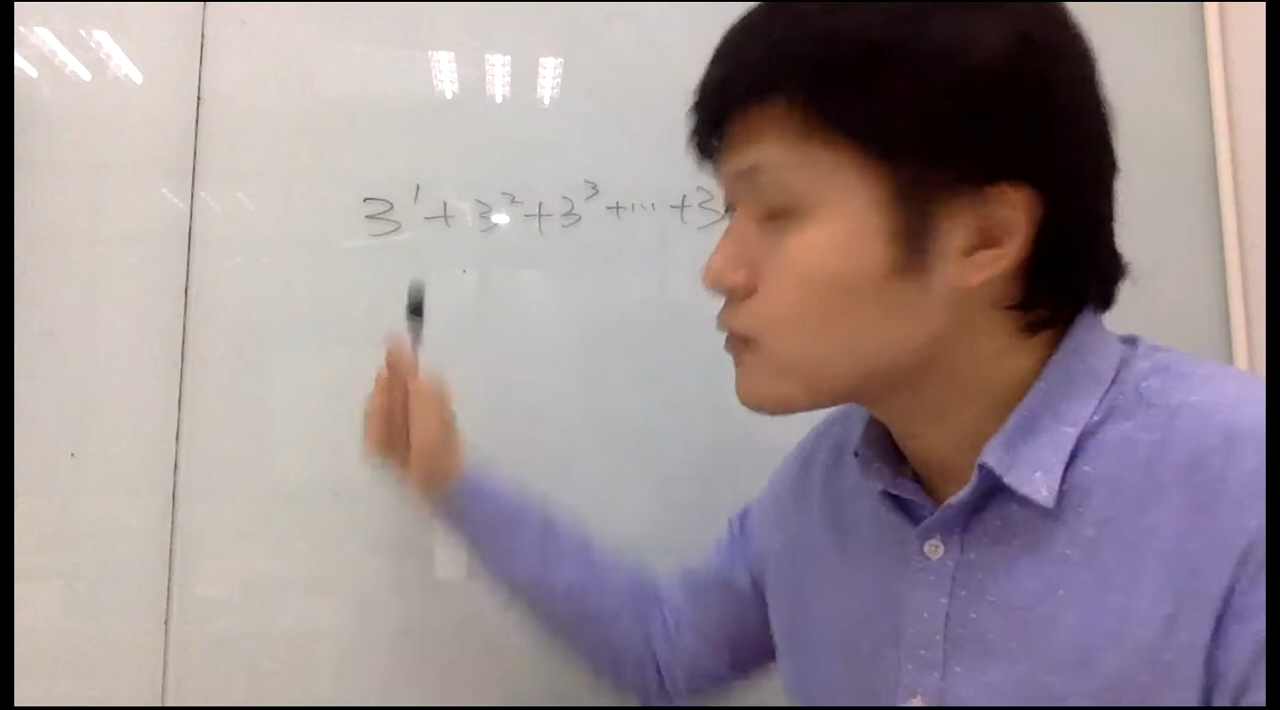 3¹ + 3² + 3³ + ... + 3